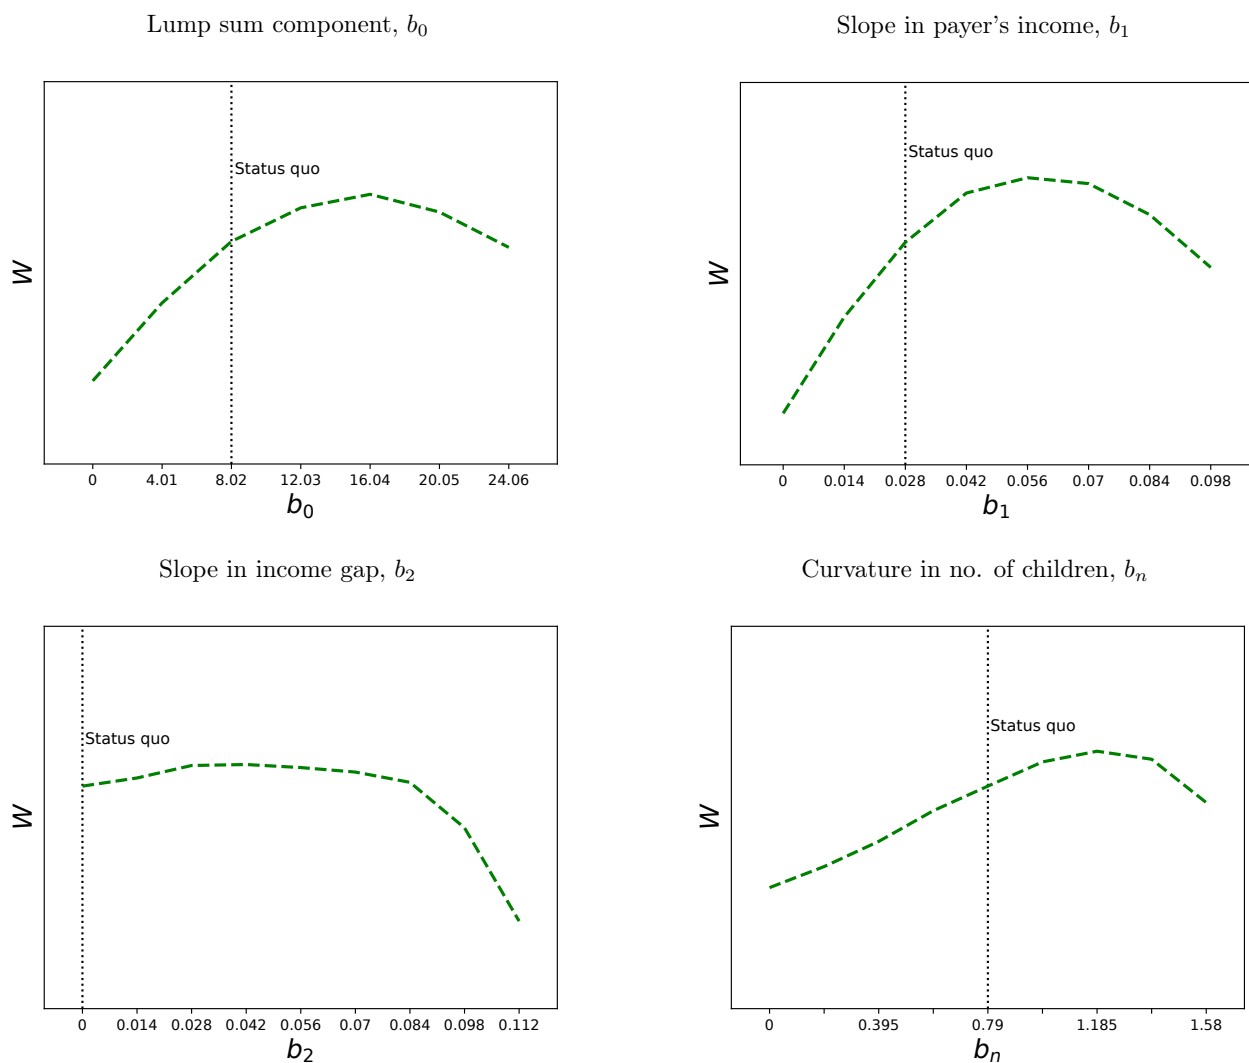 Lump sum component, b₀
Slope in payer's income, b₁
Status quo
Status quo
W
W
0 4.01 8.02 12.03 16.04 20.05 24.06
0 0.014 0.028 0.042 0.056 0.07 0.084 0.098
b₀
b₁
Slope in income gap, b₂
Curvature in no. of children, bₙ
Status quo
Status quo
W
W
0 0.014 0.028 0.042 0.056 0.07 0.084 0.098 0.112
0 0.395 0.79 1.185 1.58
b₂
bₙ